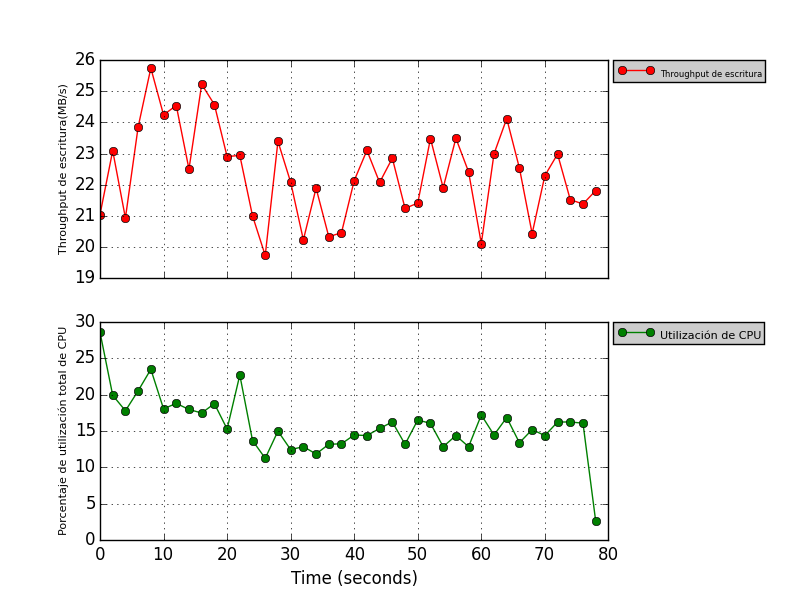 26
25
24
23
22
21
20
19
Throughput de escritura(MB/s)
Throughput de escritura
30
25
20
15
10
5
0
Porcentaje de utilización total de CPU
Utilización de CPU
0 10 20 30 40 50 60 70 80
Time (seconds)